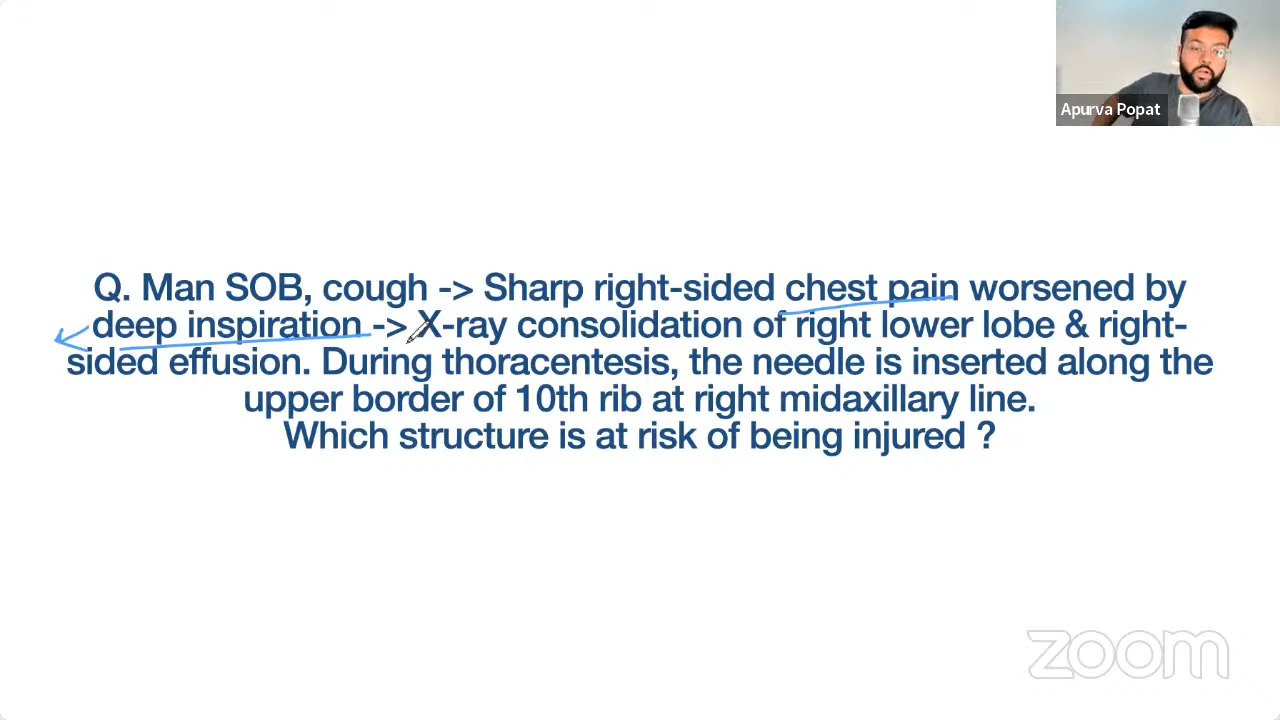 Apurva Popat
Q. Man SOB, cough -> Sharp right-sided chest pain worsened by
deep inspiration -> X-ray consolidation of right lower lobe & right-
sided effusion. During thoracentesis, the needle is inserted along the
upper border of 10th rib at right midaxillary line.
Which structure is at risk of being injured ?
zoom